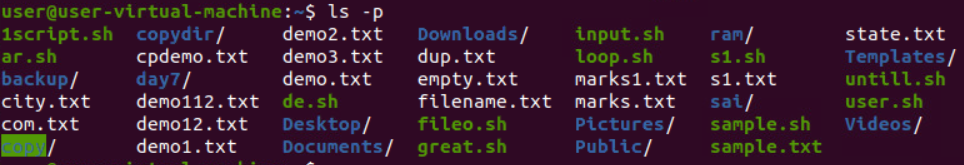 user@user-virtual-machine:~$ ls -p
1script.sh copydir/ demo2.txt Downloads/ input.sh ram/ state.txt
ar.sh cpdemo.txt demo3.txt dup.txt loop.sh s1.sh Templates/
backup/ day7/ demo.txt empty.txt marks1.txt s1.txt untill.sh
city.txt demo112.txt de.sh filename.txt marks.txt sai/ user.sh
com.txt demo12.txt Desktop/ fileo.sh Pictures/ sample.sh Videos/
copy/ demo1.txt Documents/ great.sh Public/ sample.txt